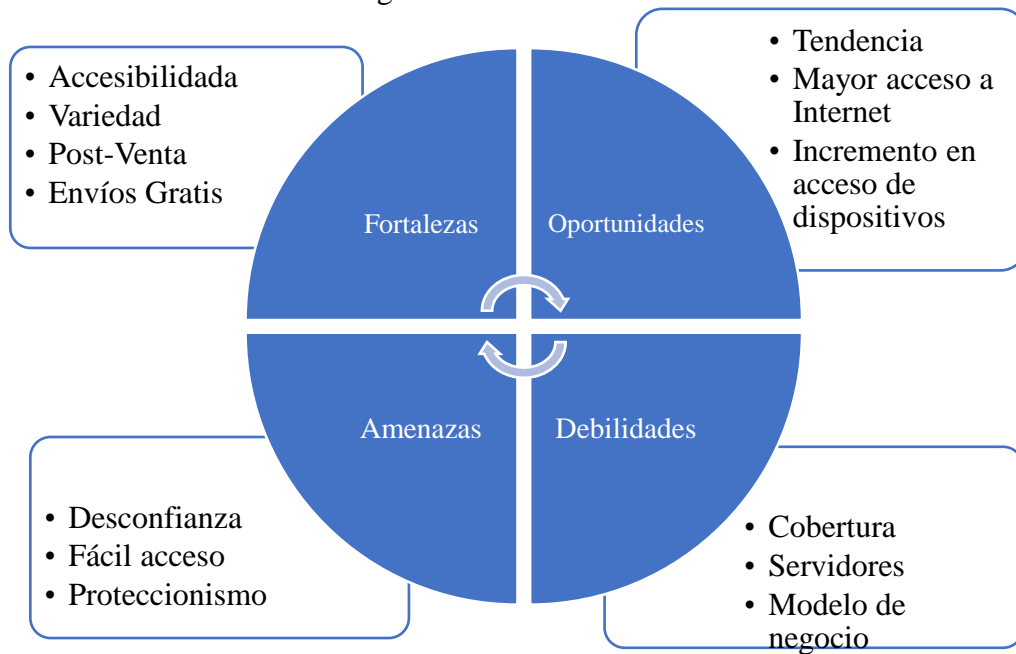 • Accesibilidada
• Variedad
• Post-Venta
• Envíos Gratis
• Tendencia
• Mayor acceso a
Internet
• Incremento en
acceso de
dispositivos
Fortalezas
Oportunidades
Amenazas
Debilidades
• Desconfianza
• Fácil acceso
• Proteccionismo
• Cobertura
• Servidores
• Modelo de
negocio